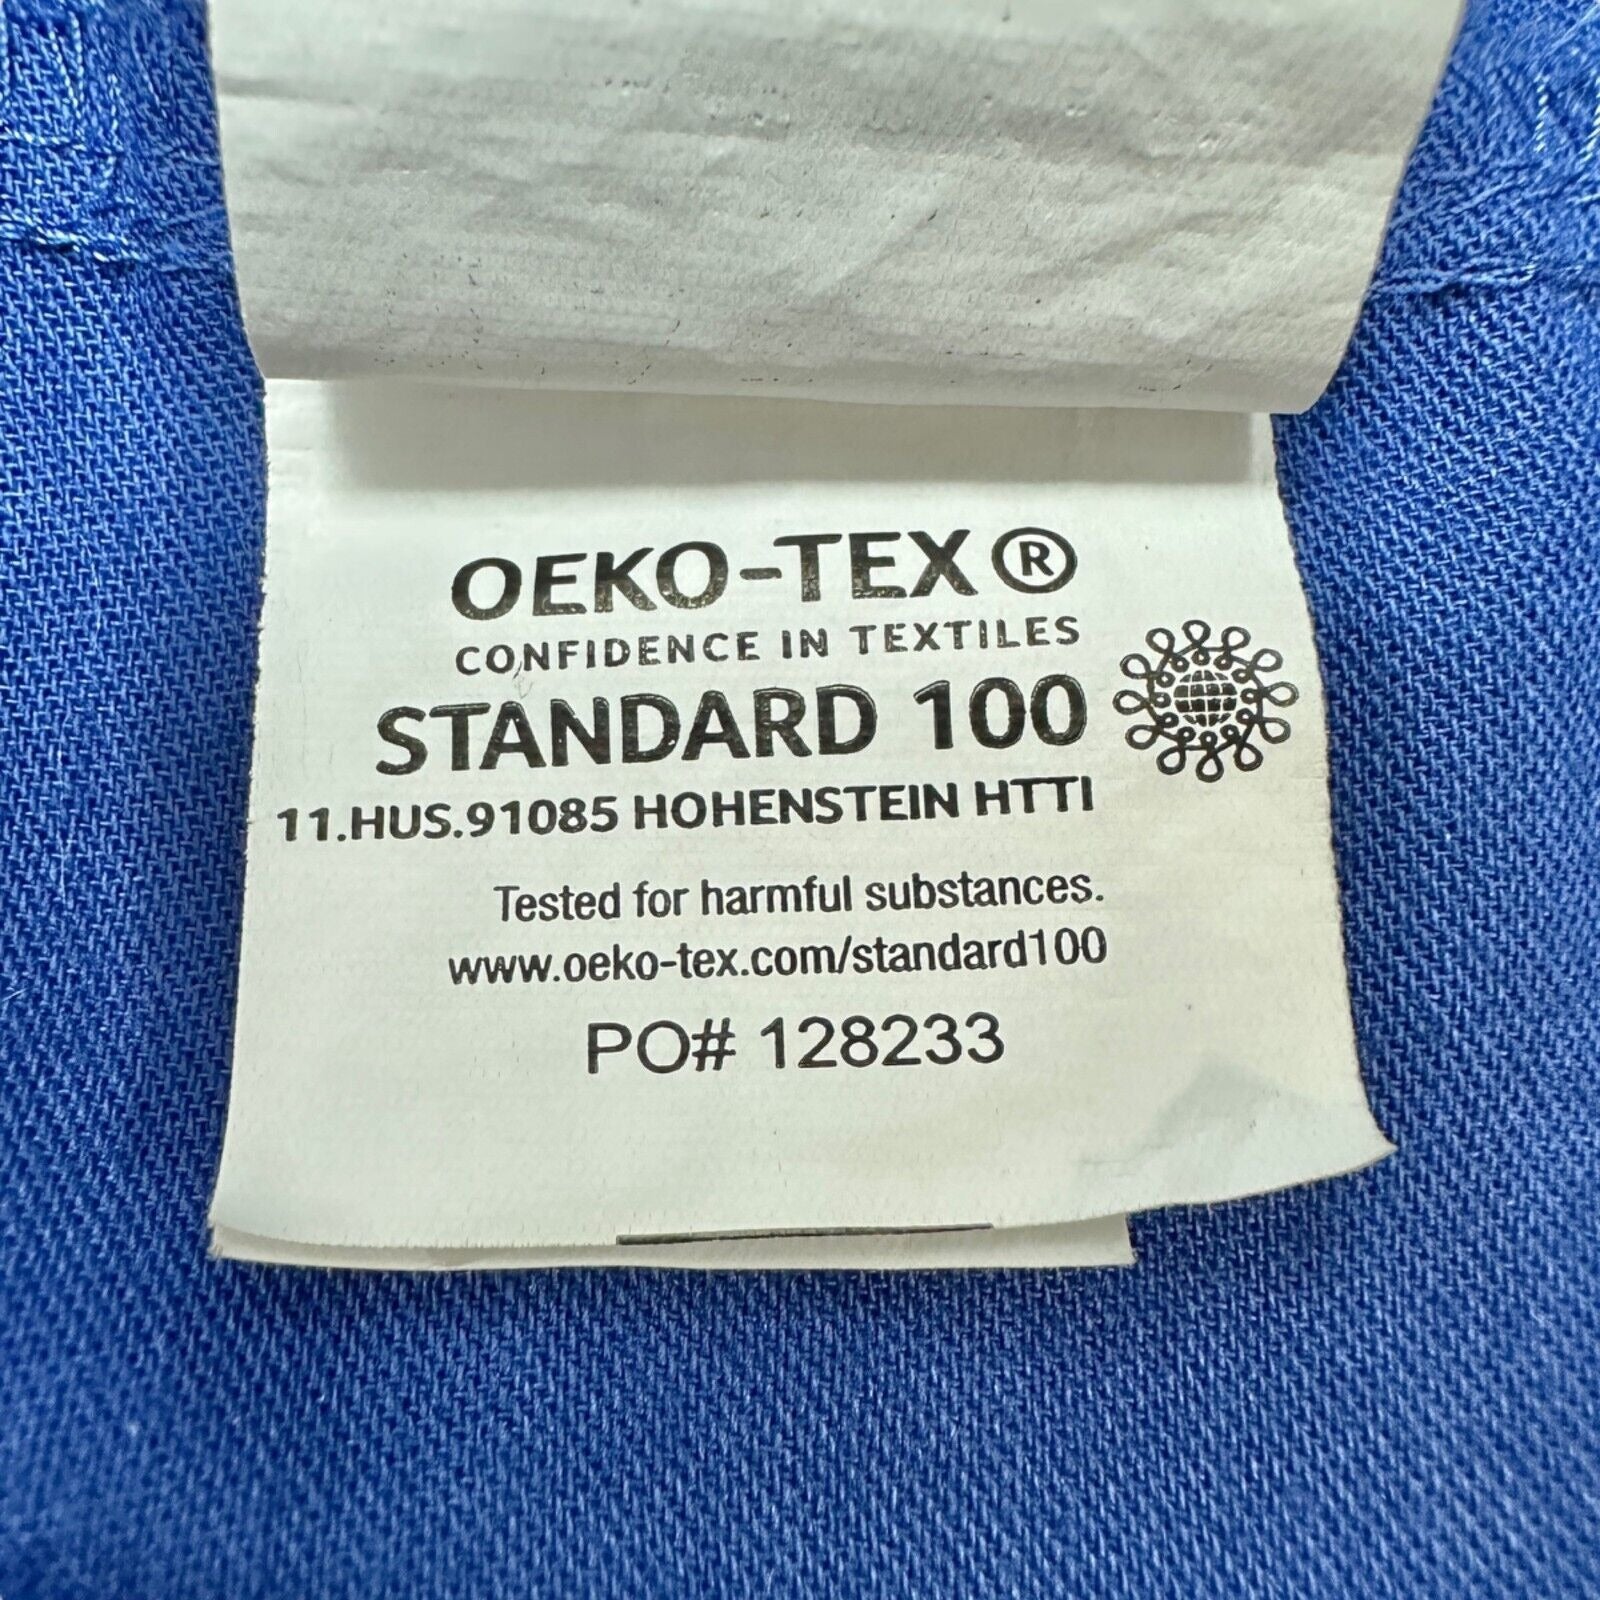 OEKO-TEX®
CONFIDENCE IN TEXTILES
STANDARD 100
11.HUS.91085 HOHENSTEIN HTTI
Tested for harmful substances.
www.oeko-tex.com/standard100
PO# 128233